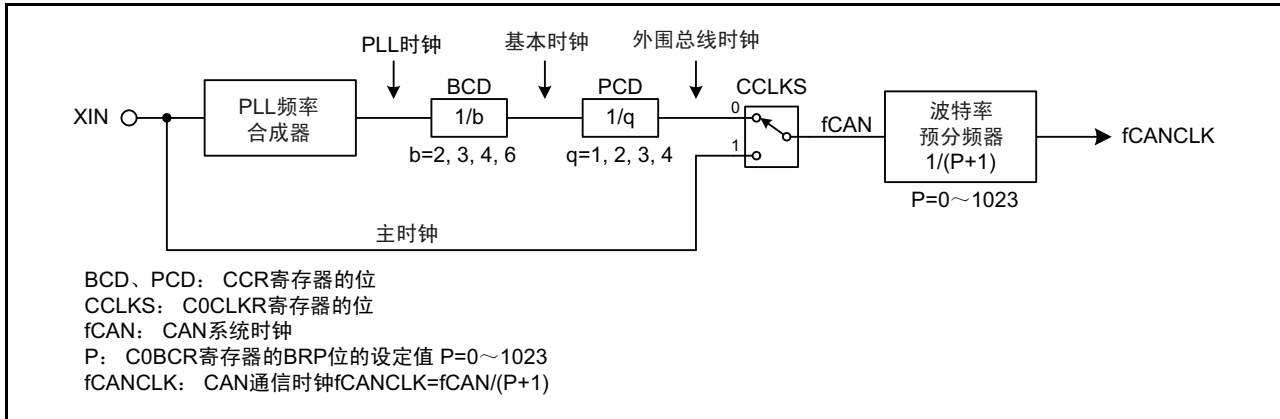 PLL时钟
基本时钟
外围总线时钟
BCD
PCD
CCLKS
XIN
PLL频率
合成器
1/b
1/q
0
1
fCAN
波特率
预分频器
1/(P+1)
fCANCLK
b=2, 3, 4, 6
q=1, 2, 3, 4
P=0～1023
主时钟
BCD、PCD： CCR寄存器的位
CCLKS： C0CLKR寄存器的位
fCAN： CAN系统时钟
P： C0BCR寄存器的BRP位的设定值 P=0～1023
fCANCLK： CAN通信时钟fCANCLK=fCAN/(P+1)